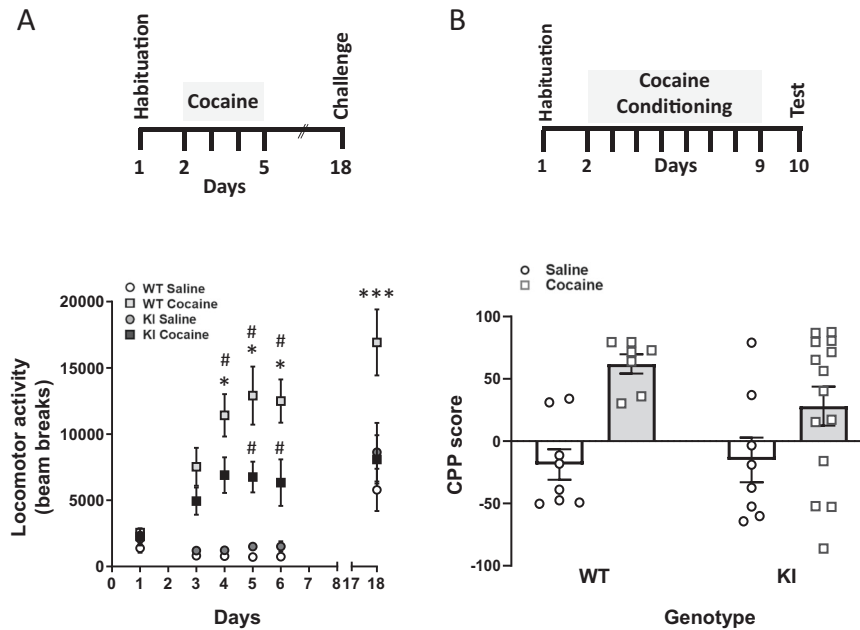 A
Habituation
Cocaine
Challenge
1 2 5 18
Days
B
Habituation
Cocaine
Conditioning
Test
1 2 Days 9 10
WT Saline
WT Cocaine
KI Saline
KI Cocaine
Locomotor activity
(beam breaks)
20000
15000
10000
5000
0
# * # * # *
# #
***
0 1 2 3 4 5 6 7 8 17 18
Days
Saline
Cocaine
CPP score
100
50
0
-50
-100
WT KI
Genotype